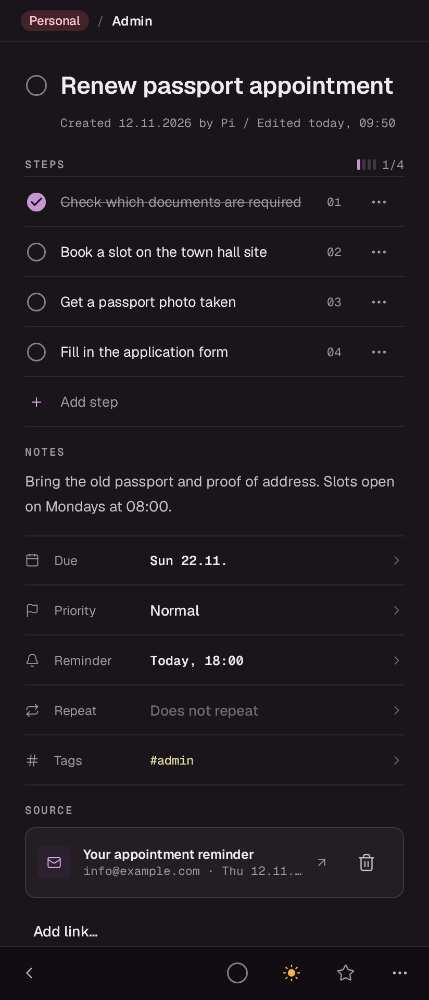 Personal / Admin
Renew passport appointment
Created 12.11.2026 by Pi / Edited today, 09:50
STEPS 1/4
Check which documents are required 01
Book a slot on the town hall site 02
Get a passport photo taken 03
Fill in the application form 04
Add step
NOTES
Bring the old passport and proof of address. Slots open
on Mondays at 08:00.
Due Sun 22.11.
Priority Normal
Reminder Today, 18:00
Repeat Does not repeat
Tags #admin
SOURCE
Your appointment reminder
info@example.com · Thu 12.11.…
Add link…